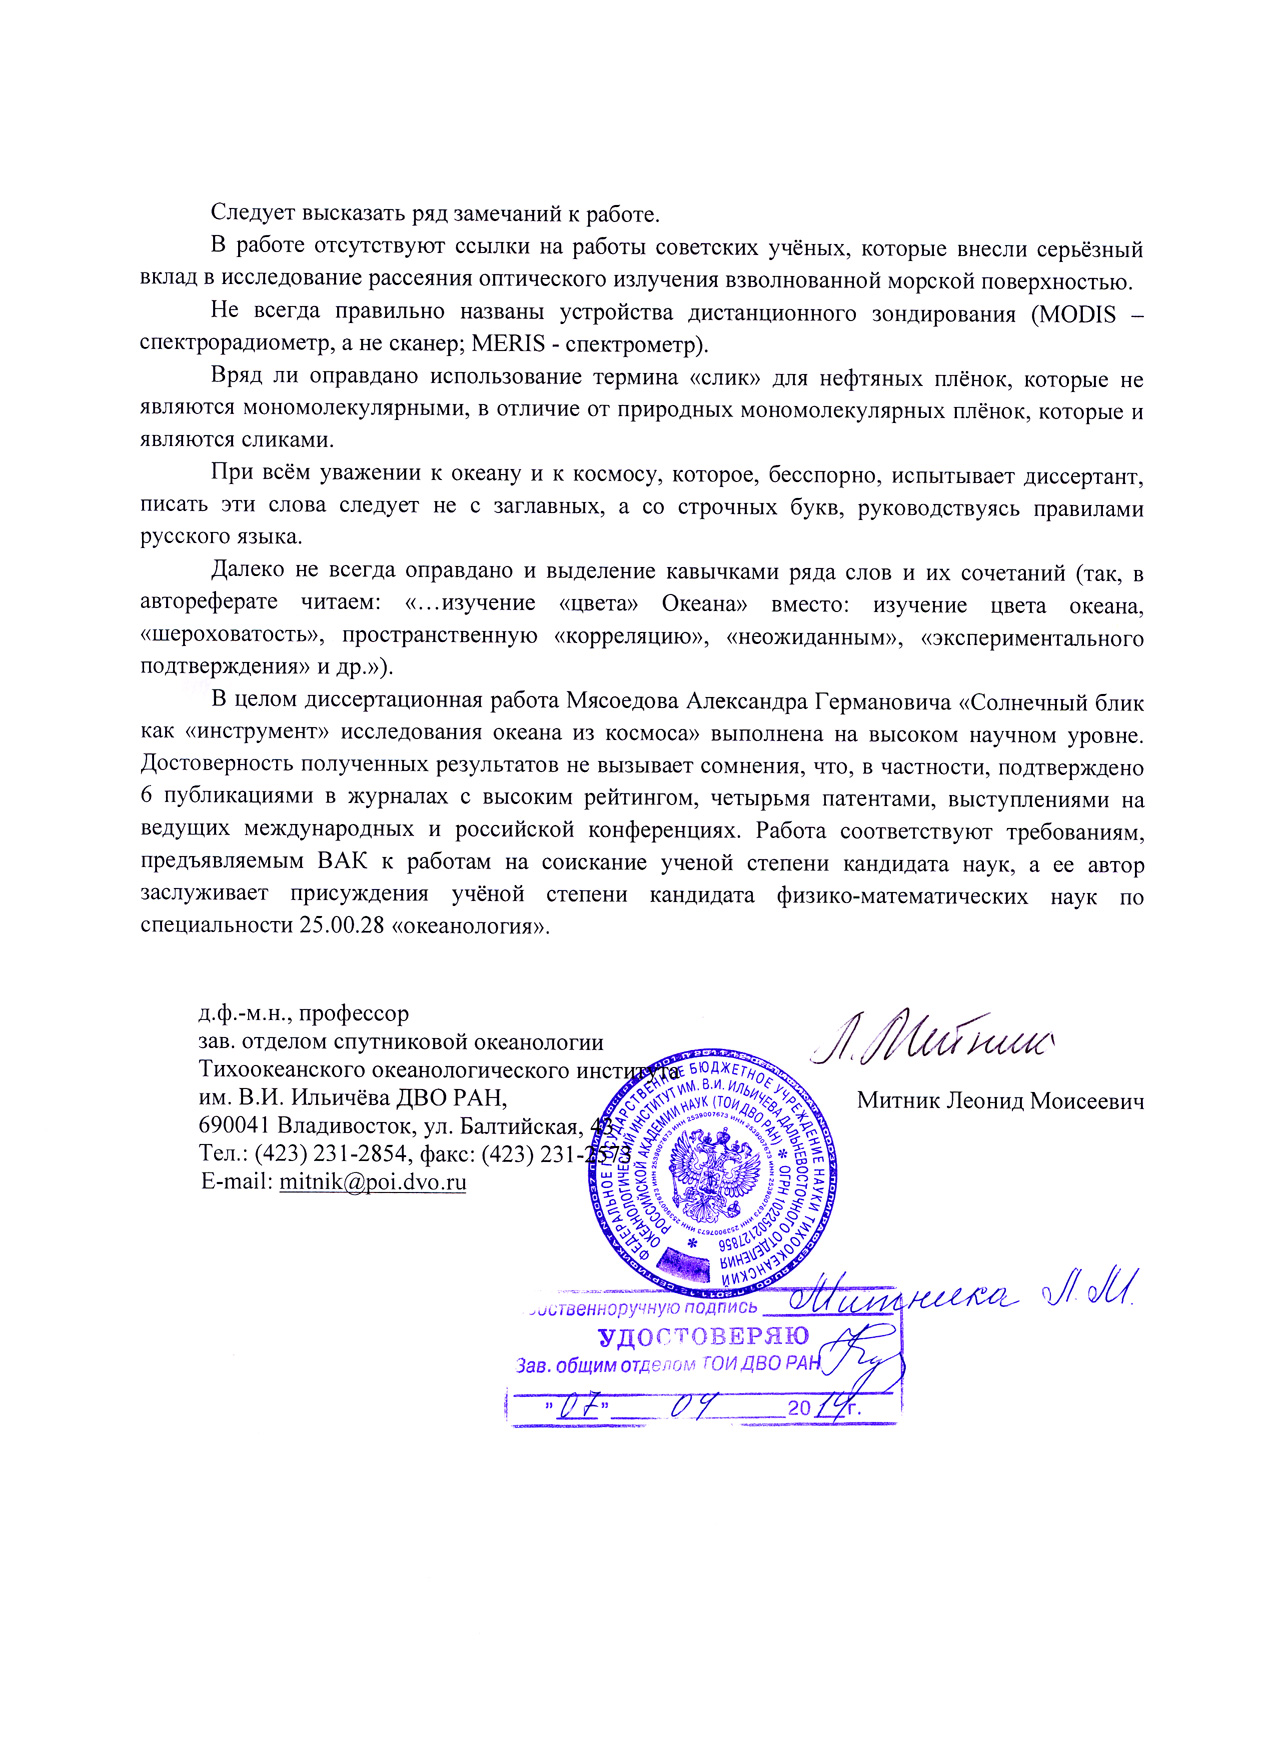 Следует высказать ряд замечаний к работе.
В работе отсутствуют ссылки на работы советских учёных, которые внесли серьёзный
вклад в исследование рассеяния оптического излучения взволнованной морской поверхностью.
Не всегда правильно названы устройства дистанционного зондирования (MODIS –
спектрорадиометр, а не сканер; MERIS - спектрометр).
Вряд ли оправдано использование термина «слик» для нефтяных плёнок, которые не
являются мономолекулярными, в отличие от природных мономолекулярных плёнок, которые и
являются сликами.
При всём уважении к океану и к космосу, которое, бесспорно, испытывает диссертант,
писать эти слова следует не с заглавных, а со строчных букв, руководствуясь правилами
русского языка.
Далеко не всегда оправдано и выделение кавычками ряда слов и их сочетаний (так, в
автореферате читаем: «…изучение «цвета» Океана» вместо: изучение цвета океана,
«шероховатость», пространственную «корреляцию», «неожиданным», «экспериментального
подтверждения» и др.»).
В целом диссертационная работа Мясоедова Александра Германовича «Солнечный блик
как «инструмент» исследования океана из космоса» выполнена на высоком научном уровне.
Достоверность полученных результатов не вызывает сомнения, что, в частности, подтверждено
6 публикациями в журналах с высоким рейтингом, четырьмя патентами, выступлениями на
ведущих международных и российской конференциях. Работа соответствуют требованиям,
предъявляемым ВАК к работам на соискание ученой степени кандидата наук, а ее автор
заслуживает присуждения учёной степени кандидата физико-математических наук по
специальности 25.00.28 «океанология».
д.ф.-м.н., профессор
зав. отделом спутниковой океанологии
Тихоокеанского океанологического института
им. В.И. Ильичёва ДВО РАН,
690041 Владивосток, ул. Балтийская, 43
Тел.: (423) 231-2854, факс: (423) 231-2573
E-mail: mitnik@poi.dvo.ru
Л. Митник
Митник Леонид Моисеевич
ФЕДЕРАЛЬНОЕ ГОСУДАРСТВЕННОЕ БЮДЖЕТНОЕ УЧРЕЖДЕНИЕ НАУКИ ТИХООКЕАНСКИЙ
ОКЕАНОЛОГИЧЕСКИЙ ИНСТИТУТ ИМ. В.И. ИЛЬИЧЕВА ДАЛЬНЕВОСТОЧНОГО ОТДЕЛЕНИЯ
РОССИЙСКОЙ АКАДЕМИИ НАУК (ТОИ ДВО РАН) * ОГРН 1022502127856 *
ИНН 2539007673 ИНН 2539007673 ИНН 2539007673
подпись Митника Л. М.
УДОСТОВЕРЯЮ
Зав. общим отделом ТОИ ДВО РАН
"07" 04 2014г.